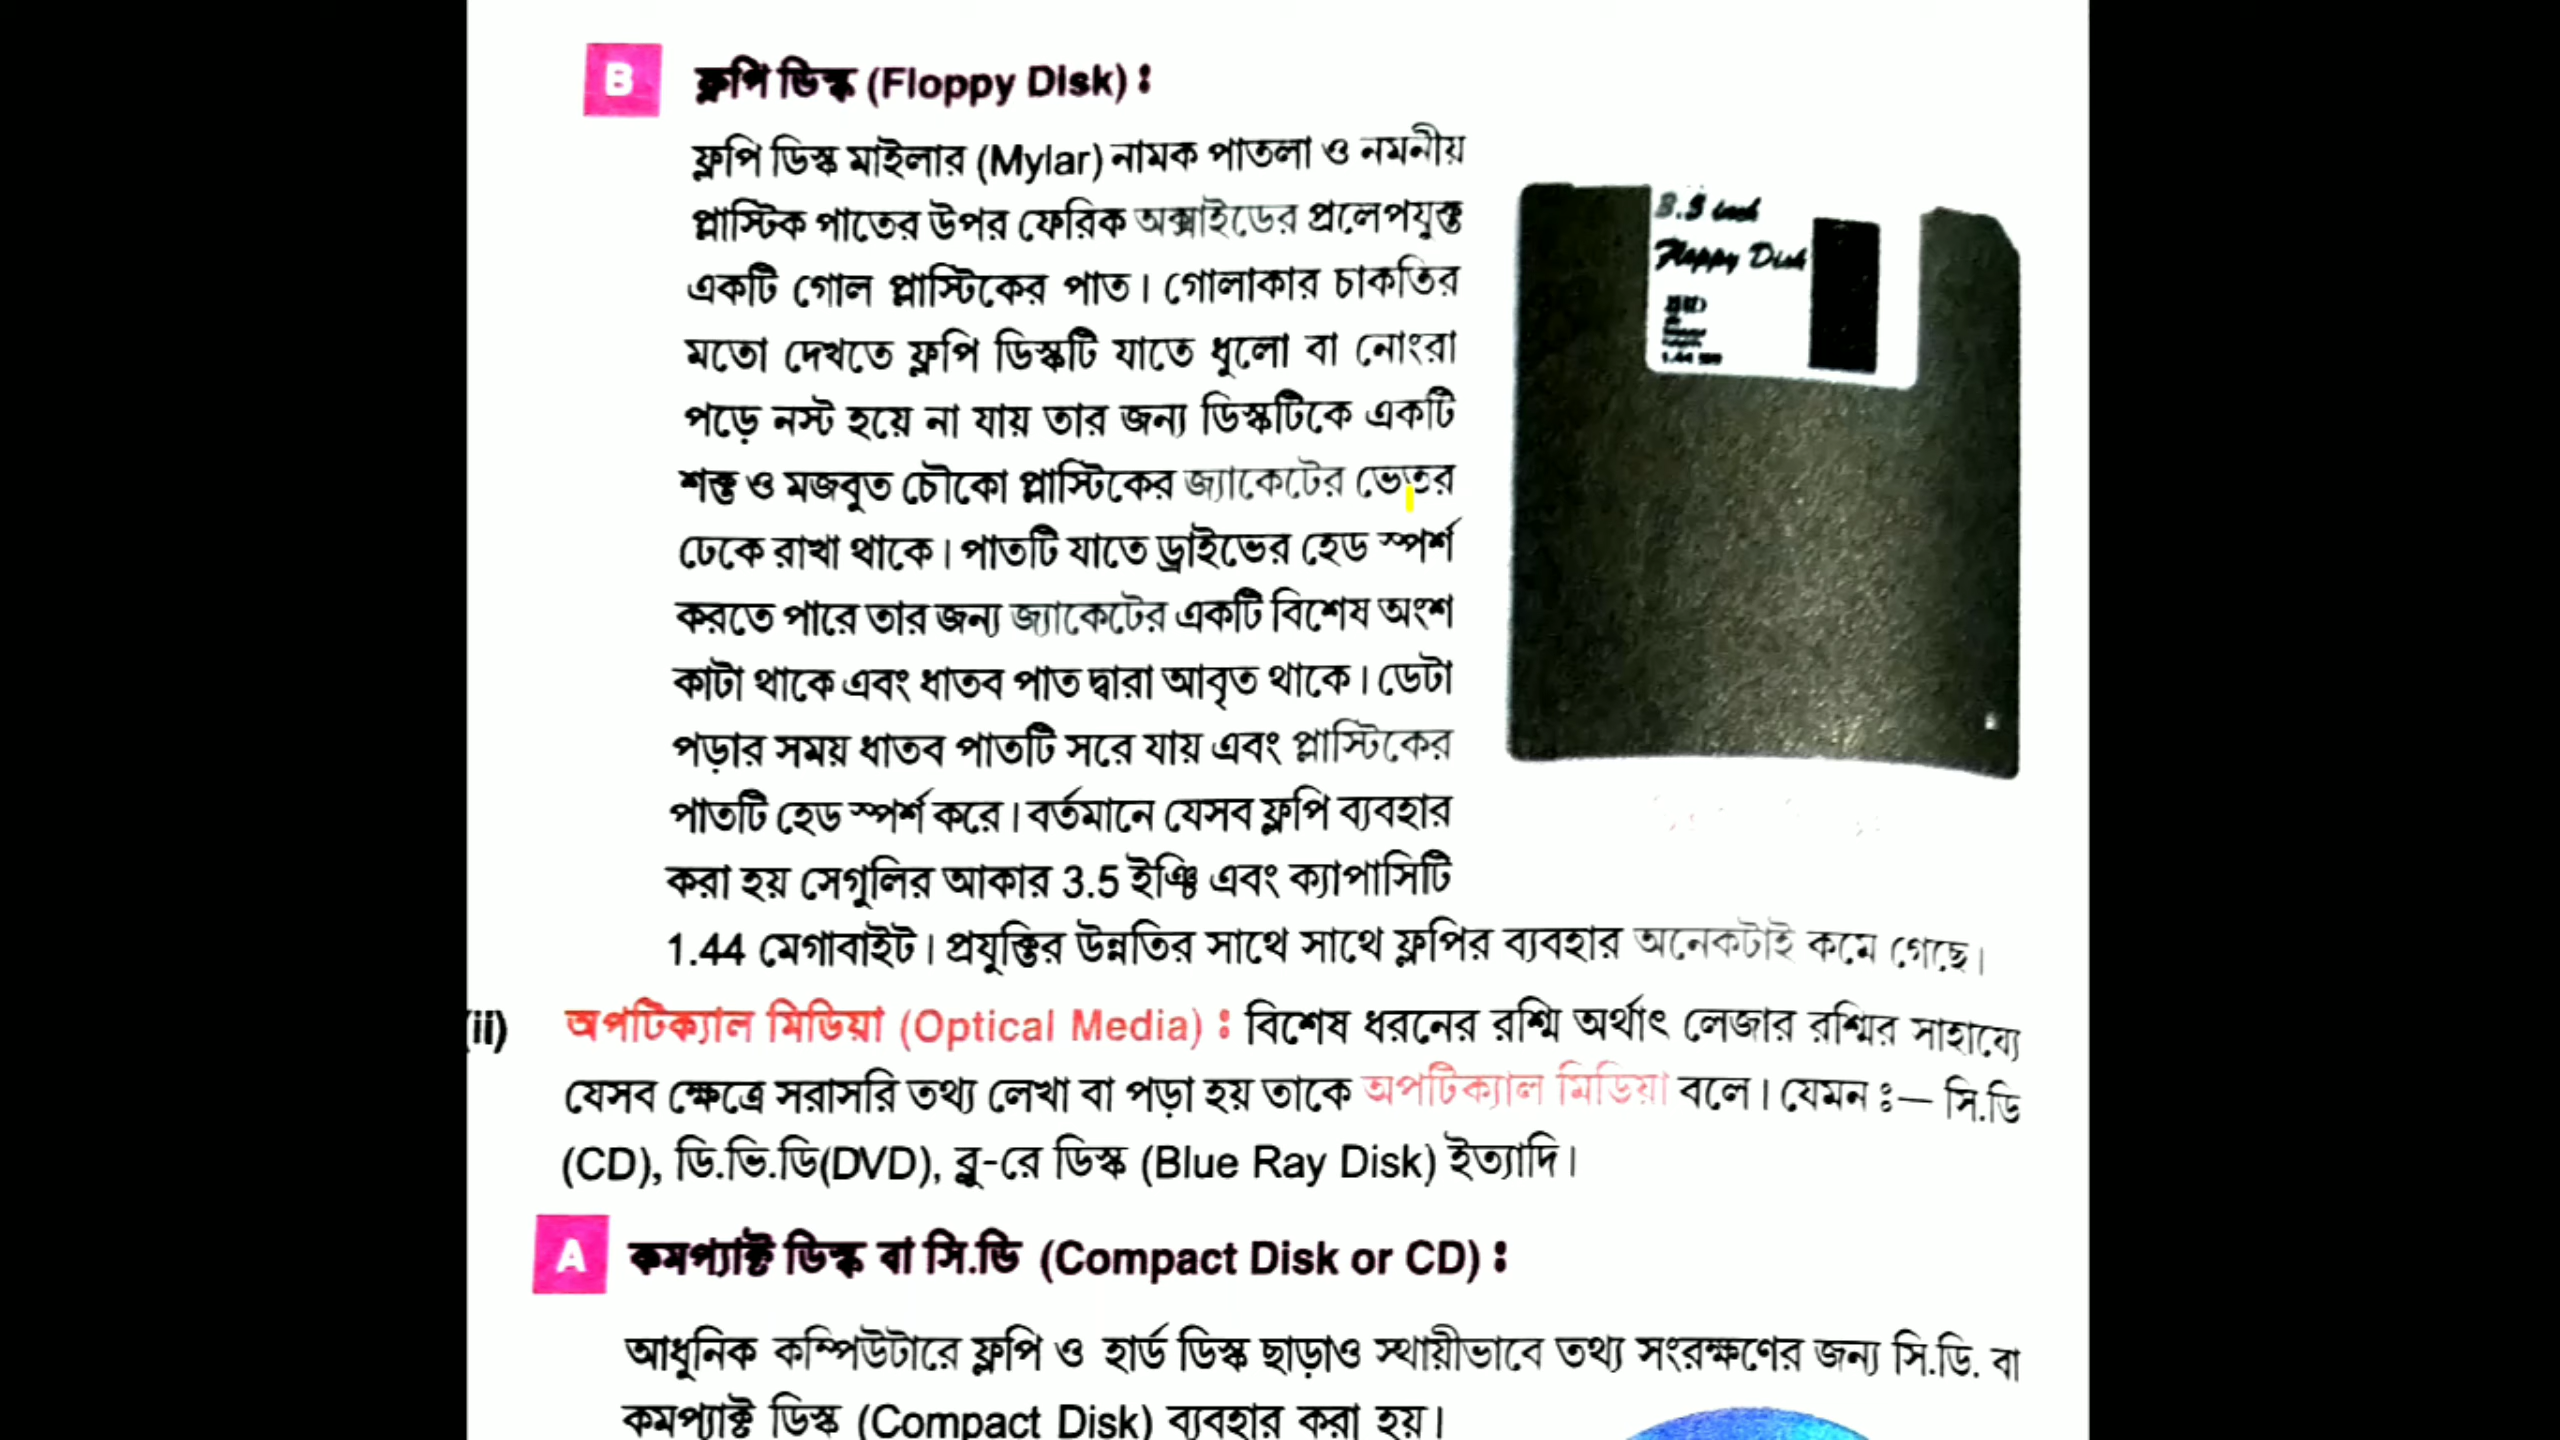 B ফ্লপি ডিস্ক (Floppy Disk) :
ফ্লপি ডিস্ক মাইলার (Mylar) নামক পাতলা ও নমনীয়
প্লাস্টিক পাতের উপর ফেরিক অক্সাইডের প্রলেপযুক্ত
একটি গোল প্লাস্টিকের পাত। গোলাকার চাকতির
মতো দেখতে ফ্লপি ডিস্কটি যাতে ধুলো বা নোংরা
পড়ে নস্ট হয়ে না যায় তার জন্য ডিস্কটিকে একটি
শক্ত ও মজবুত চৌকো প্লাস্টিকের জ্যাকেটের ভেতর
ঢেকে রাখা থাকে। পাতটি যাতে ড্রাইভের হেড স্পর্শ
করতে পারে তার জন্য জ্যাকেটের একটি বিশেষ অংশ
কাটা থাকে এবং ধাতব পাত দ্বারা আবৃত থাকে। ডেটা
পড়ার সময় ধাতব পাতটি সরে যায় এবং প্লাস্টিকের
পাতটি হেড স্পর্শ করে। বর্তমানে যেসব ফ্লপি ব্যবহার
করা হয় সেগুলির আকার 3.5 ইঞ্চি এবং ক্যাপাসিটি
1.44 মেগাবাইট। প্রযুক্তির উন্নতির সাথে সাথে ফ্লপির ব্যবহার অনেকটাই কমে গেছে।
3.5 inch
Floppy Disk
1.44
(ii) অপটিক্যাল মিডিয়া (Optical Media) : বিশেষ ধরনের রশ্মি অর্থাৎ লেজার রশ্মির সাহায্যে
যেসব ক্ষেত্রে সরাসরি তথ্য লেখা বা পড়া হয় তাকে অপটিক্যাল মিডিয়া বলে। যেমন ঃ— সি.ডি
(CD), ডি.ভি.ডি(DVD), ব্লু-রে ডিস্ক (Blue Ray Disk) ইত্যাদি।
A কমপ্যাক্ট ডিস্ক বা সি.ডি (Compact Disk or CD) :
আধুনিক কম্পিউটারে ফ্লপি ও হার্ড ডিস্ক ছাড়াও স্থায়ীভাবে তথ্য সংরক্ষণের জন্য সি.ডি. বা
কমপ্যাক্ট ডিস্ক (Compact Disk) ব্যবহার করা হয়।